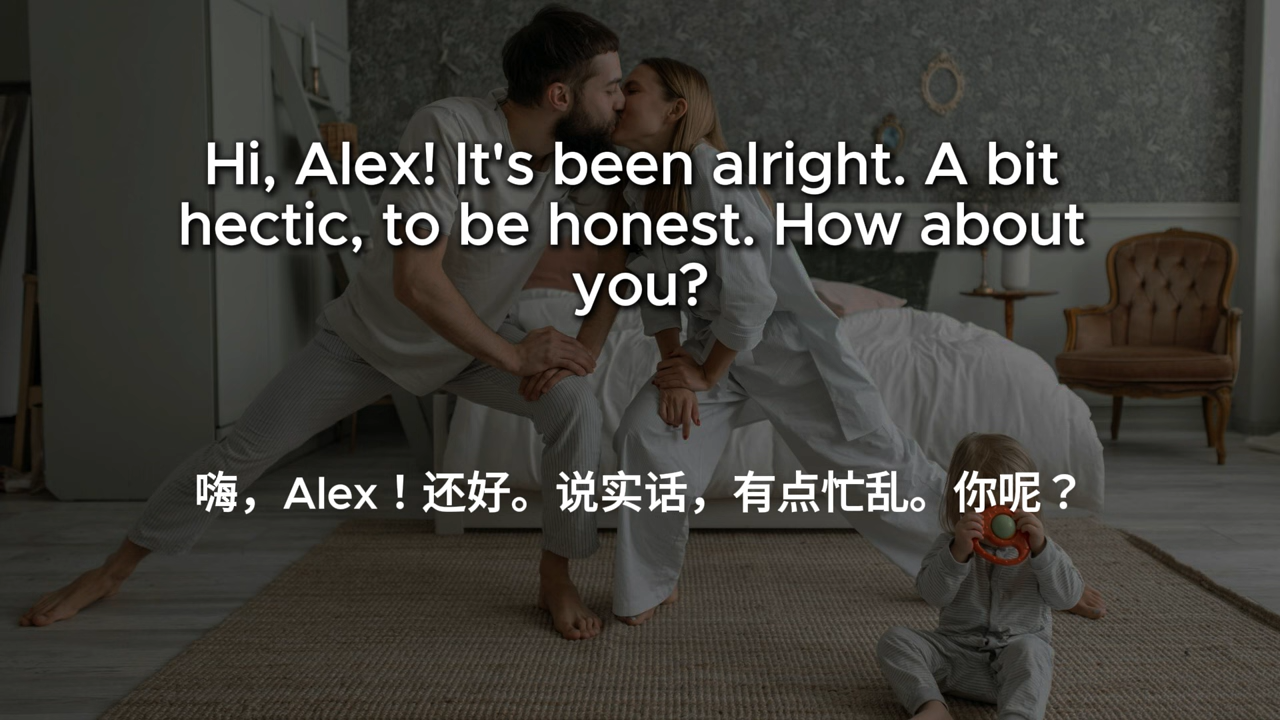 Hi, Alex! It's been alright. A bit
hectic, to be honest. How about
you?
嗨，Alex！还好。说实话，有点忙乱。你呢？